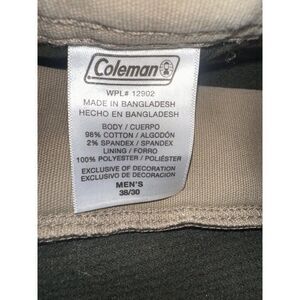 Coleman
WPL# 12902
MADE IN BANGLADESH
HECHO EN BANGLADESH
BODY / CUERPO
98% COTTON / ALGODÓN
2% SPANDEX / SPANDEX
LINING / FORRO
100% POLYESTER / POLIÉSTER
EXCLUSIVE OF DECORATION
EXCLUSIVO DE DECORACION
MEN'S
38/30